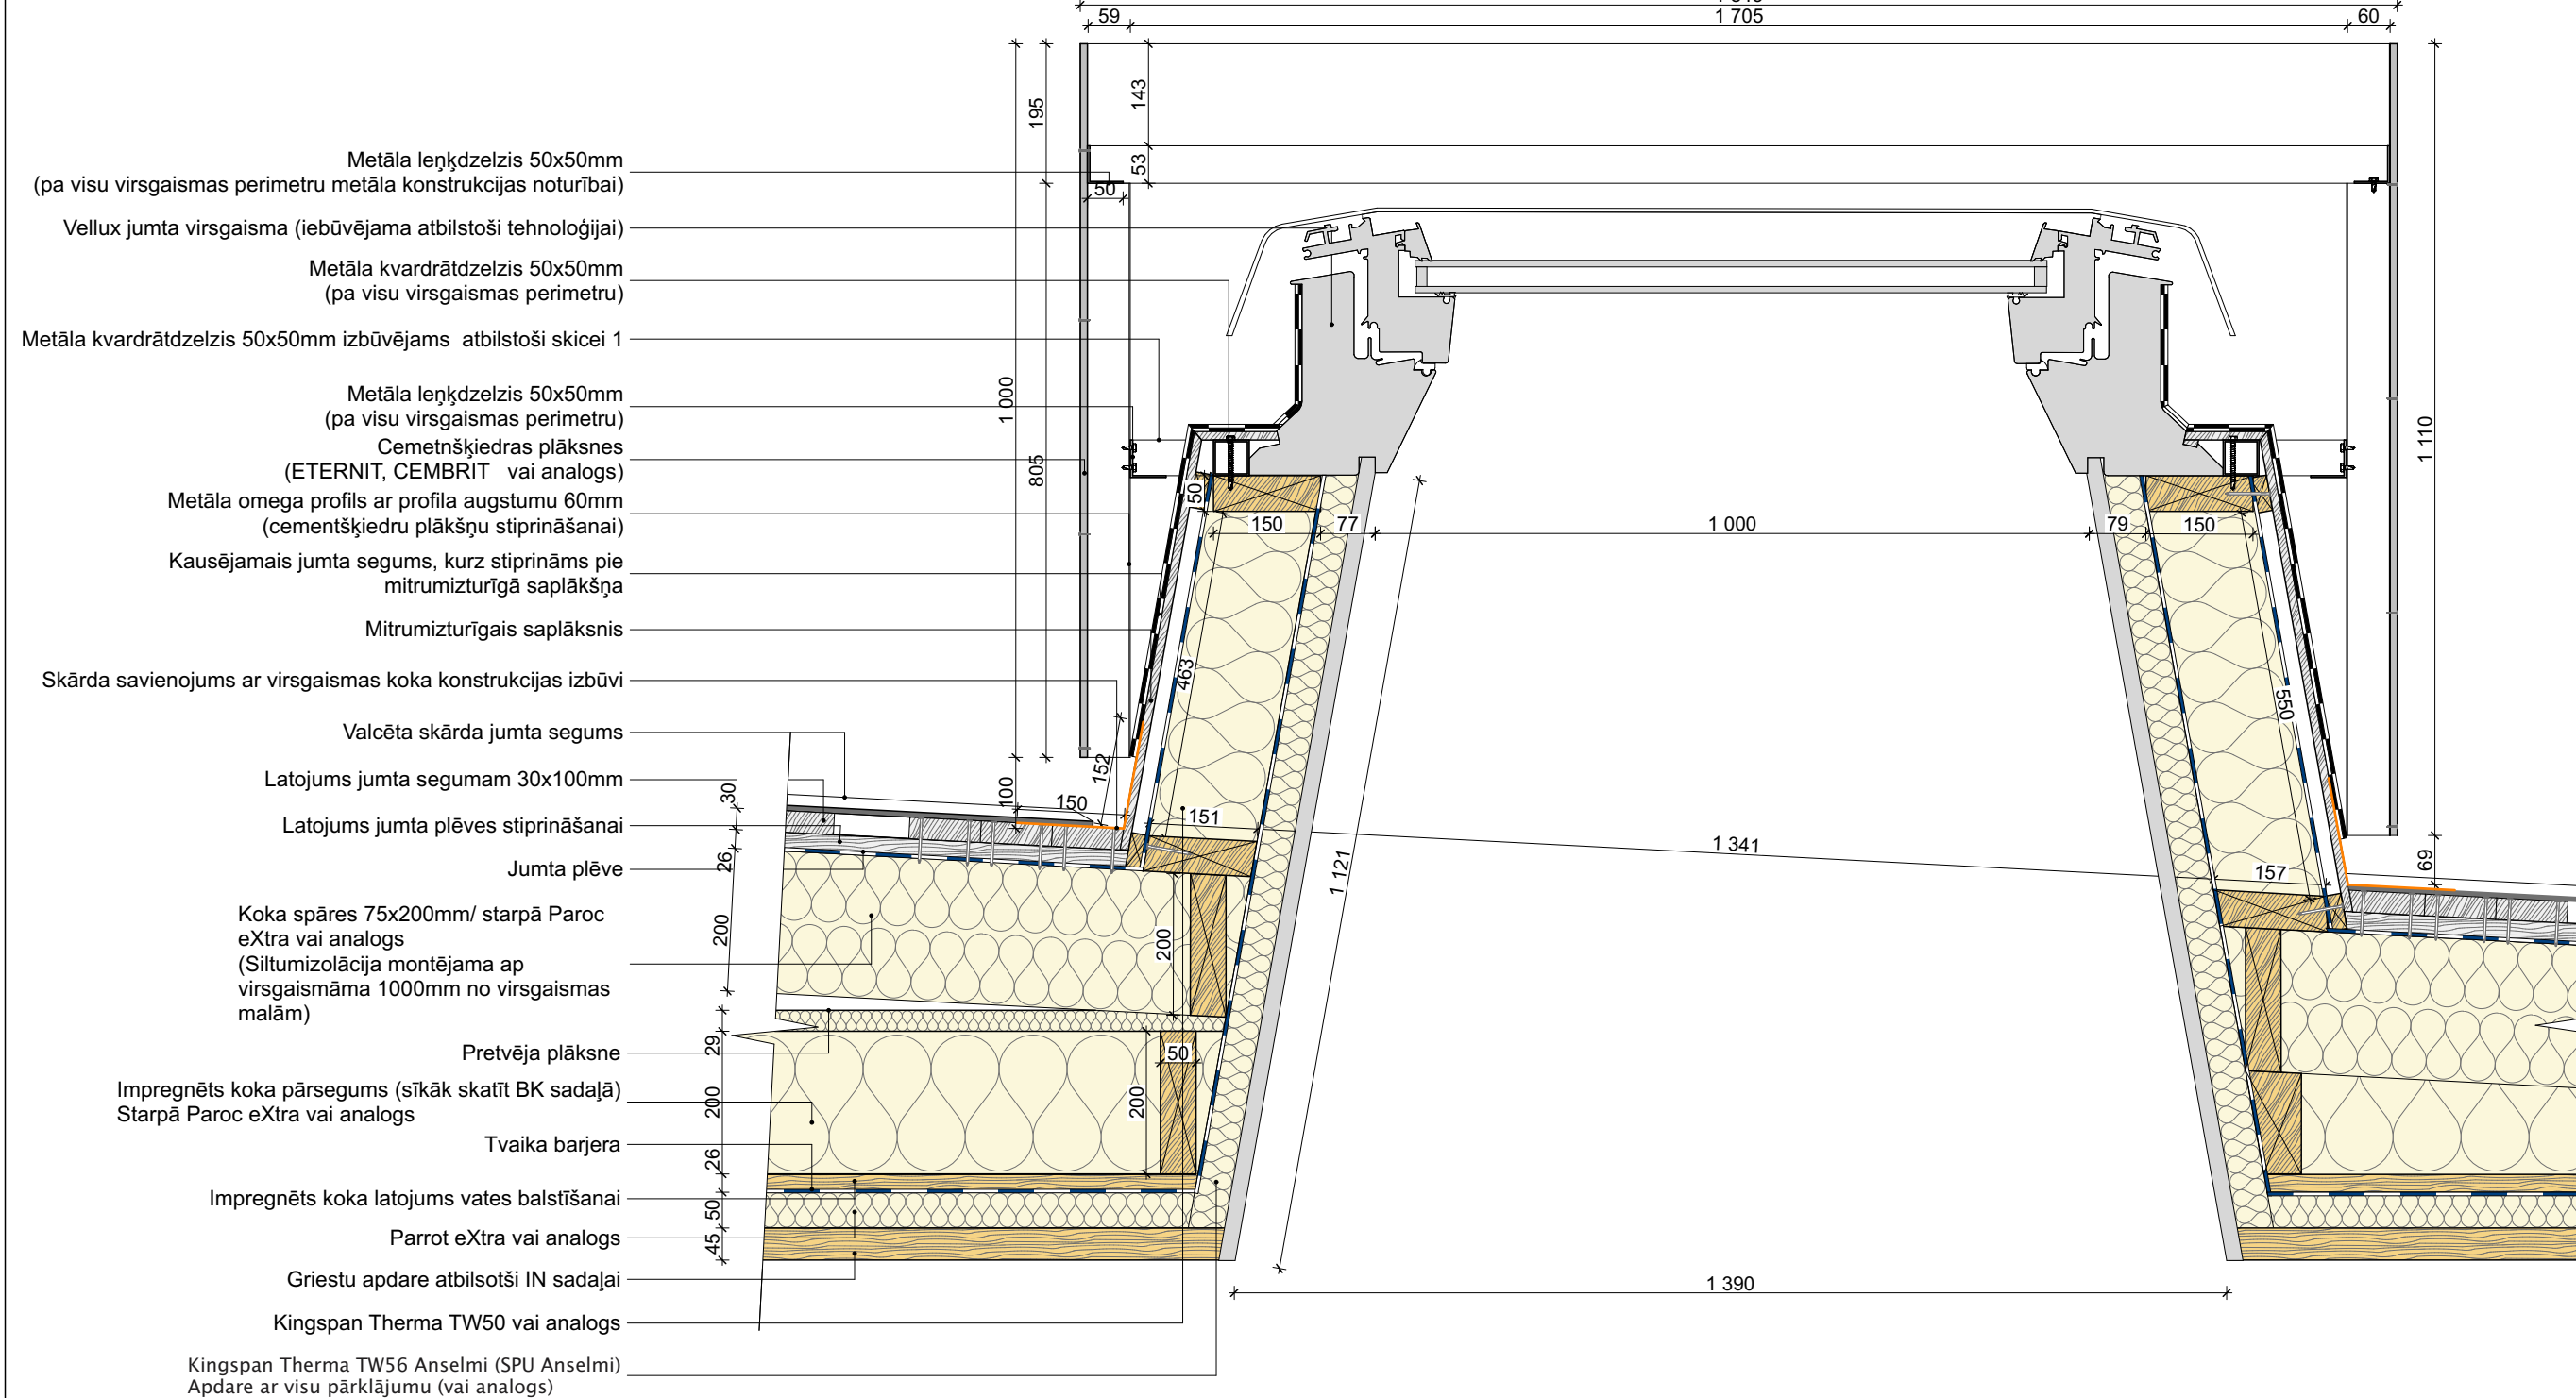 59
1 705
60
195
143
53
50
1 000
805
1 110
Metāla leņķdzelzis 50x50mm
(pa visu virsgaismas perimetru metāla konstrukcijas noturībai)
Vellux jumta virsgaisma (iebūvējama atbilstoši tehnoloģijai)
Metāla kvardrātdzelzis 50x50mm
(pa visu virsgaismas perimetru)
Metāla kvardrātdzelzis 50x50mm izbūvējams  atbilstoši skicei 1
Metāla leņķdzelzis 50x50mm
(pa visu virsgaismas perimetru)
Cemetnšķiedras plāksnes
(ETERNIT, CEMBRIT   vai analogs)
Metāla omega profils ar profila augstumu 60mm
(cementšķiedru plākšņu stiprināšanai)
Kausējamais jumta segums, kurz stiprināms pie
mitrumizturīgā saplākšņa
Mitrumizturīgais saplāksnis
Skārda savienojums ar virsgaismas koka konstrukcijas izbūvi
Valcēta skārda jumta segums
Latojums jumta segumam 30x100mm
Latojums jumta plēves stiprināšanai
Jumta plēve
Koka spāres 75x200mm/ starpā Paroc
eXtra vai analogs
(Siltumizolācija montējama ap
virsgaismāma 1000mm no virsgaismas
malām)
Pretvēja plāksne
Impregnēts koka pārsegums (sīkāk skatīt BK sadaļā)
Starpā Paroc eXtra vai analogs
Tvaika barjera
Impregnēts koka latojums vates balstīšanai
Parrot eXtra vai analogs
Griestu apdare atbilsotši IN sadaļai
Kingspan Therma TW50 vai analogs
Kingspan Therma TW56 Anselmi (SPU Anselmi)
Apdare ar visu pārklājumu (vai analogs)
50
150
77
1 000
79
150
463
550
152
100
150
151
1 341
157
69
1 121
30
26
200
29
200
26
50
45
200
50
200
1 390